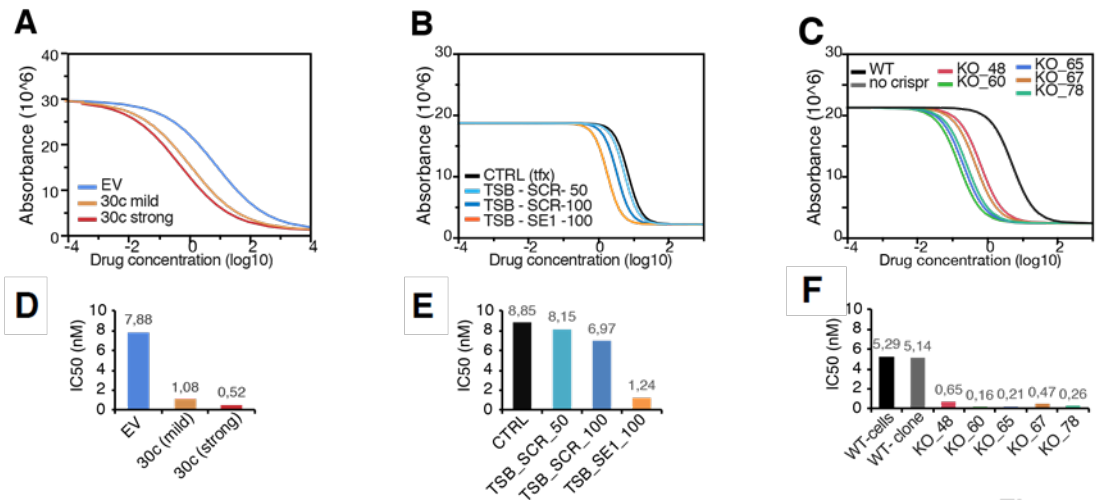 A
Absorbance (10^6)
40
30
20
10
0
EV
30c mild
30c strong
-4
-2
0
2
4
Drug concentration (log10)
B
Absorbance (10^6)
30
20
10
0
CTRL (tfx)
TSB - SCR- 50
TSB - SCR-100
TSB - SE1 -100
-4
-2
0
2
Drug concentration (log10)
C
Absorbance (10^6)
30
20
10
0
WT
no crispr
KO_48
KO_60
KO_65
KO_67
KO_78
-4
-2
0
2
Drug concentration (log10)
D
IC50 (nM)
10
8
6
4
2
0
7,88
1,08
0,52
EV
30c (mild)
30c (strong)
E
IC50 (nM)
10
8
6
4
2
0
8,85
8,15
6,97
1,24
CTRL
TSB_SCR_50
TSB_SCR_100
TSB_SE1_100
F
IC50 (nM)
10
8
6
4
2
0
5,29
5,14
0,65
0,16
0,21
0,47
0,26
WT-cells
WT- clone
KO_48
KO_60
KO_65
KO_67
KO_78